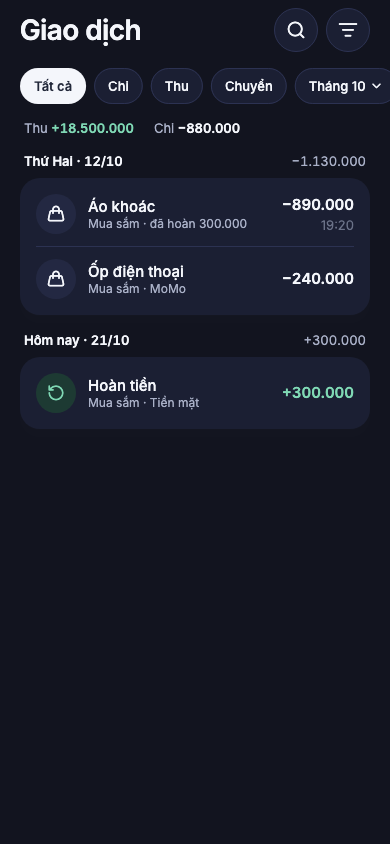 Giao dịch
Tất cả
Chi
Thu
Chuyển
Tháng 10
Thu +18.500.000 Chi −880.000
Thứ Hai · 12/10 −1.130.000
Áo khoác −890.000
Mua sắm · đã hoàn 300.000 19:20
Ốp điện thoại −240.000
Mua sắm · MoMo
Hôm nay · 21/10 +300.000
Hoàn tiền +300.000
Mua sắm · Tiền mặt